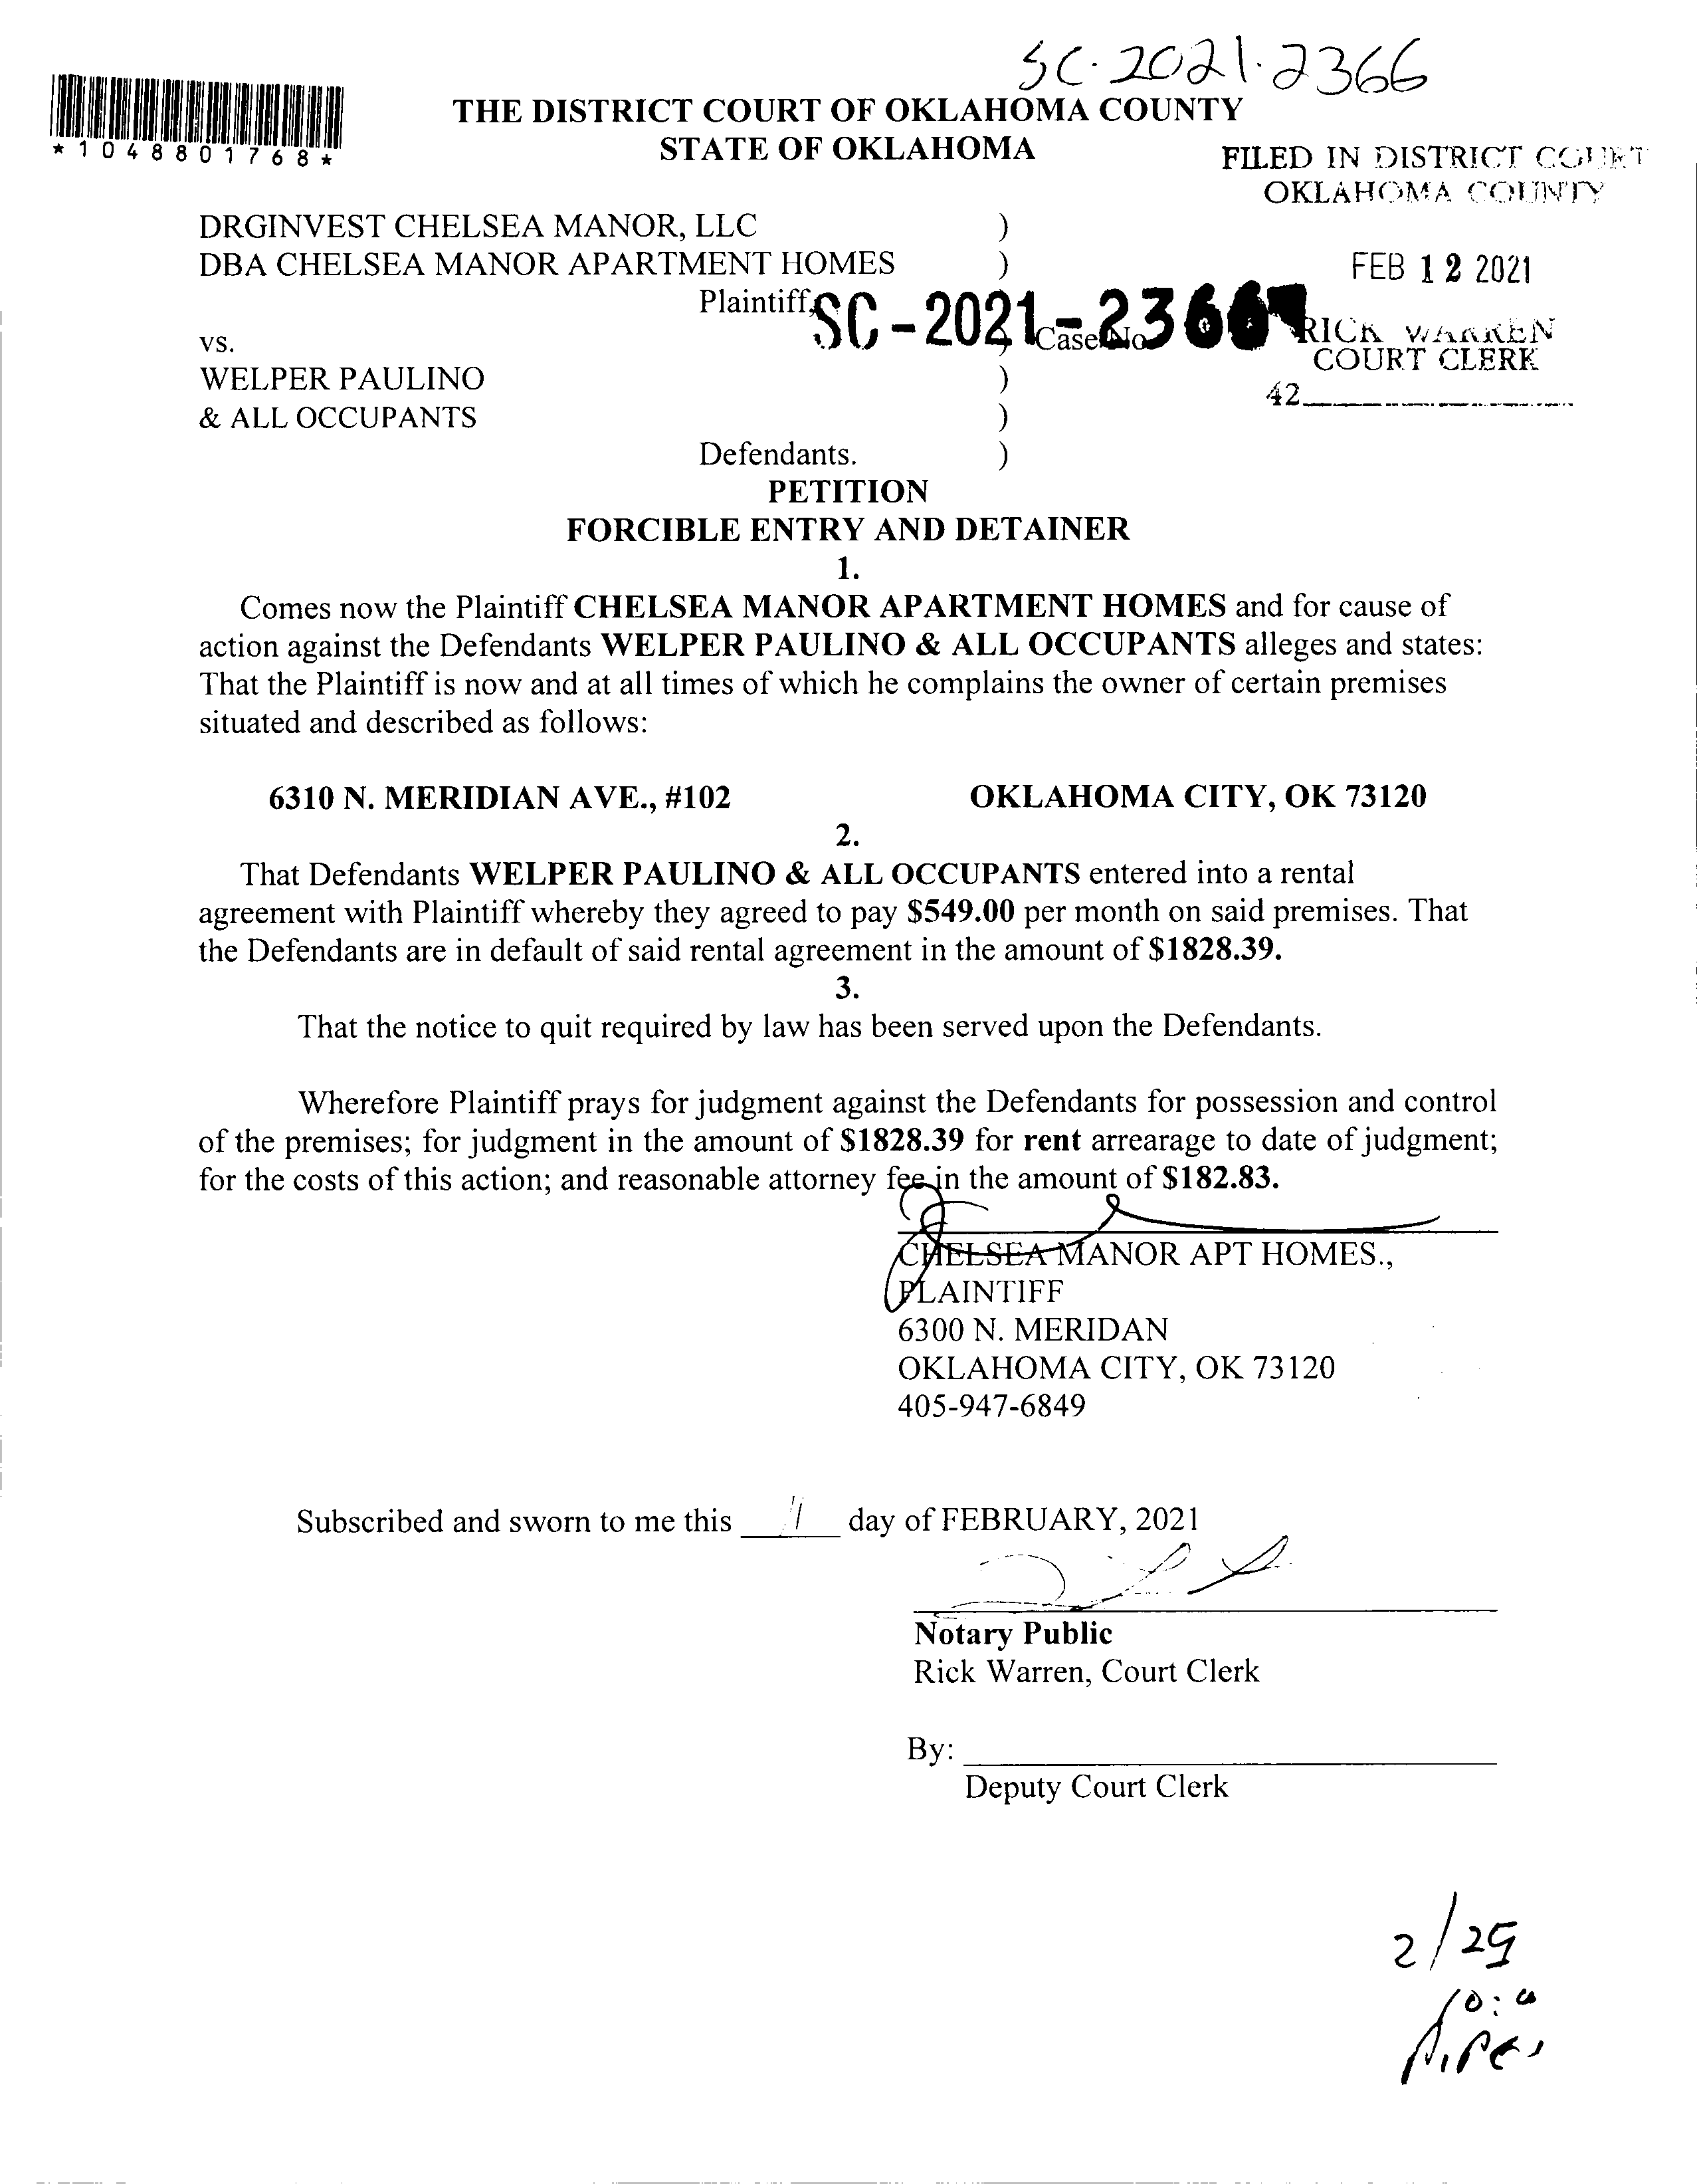 SC-2021-2366
*1048801768*
THE DISTRICT COURT OF OKLAHOMA COUNTY
STATE OF OKLAHOMA
FILED IN DISTRICT COURT
OKLAHOMA COUNTY
FEB 12 2021
RICK WARREN
COURT CLERK
42
DRGINVEST CHELSEA MANOR, LLC )
DBA CHELSEA MANOR APARTMENT HOMES )
Plaintiff,
SC-2021-2366
Case No.
vs.
WELPER PAULINO )
& ALL OCCUPANTS )
Defendants. )
PETITION
FORCIBLE ENTRY AND DETAINER
1.
Comes now the Plaintiff CHELSEA MANOR APARTMENT HOMES and for cause of
action against the Defendants WELPER PAULINO & ALL OCCUPANTS alleges and states:
That the Plaintiff is now and at all times of which he complains the owner of certain premises
situated and described as follows:
6310 N. MERIDIAN AVE., #102 OKLAHOMA CITY, OK 73120
2.
That Defendants WELPER PAULINO & ALL OCCUPANTS entered into a rental
agreement with Plaintiff whereby they agreed to pay $549.00 per month on said premises. That
the Defendants are in default of said rental agreement in the amount of $1828.39.
3.
That the notice to quit required by law has been served upon the Defendants.
Wherefore Plaintiff prays for judgment against the Defendants for possession and control
of the premises; for judgment in the amount of $1828.39 for rent arrearage to date of judgment;
for the costs of this action; and reasonable attorney fee in the amount of $182.83.
CHELSEA MANOR APT HOMES.,
PLAINTIFF
6300 N. MERIDAN
OKLAHOMA CITY, OK 73120
405-947-6849
Subscribed and sworn to me this 11 day of FEBRUARY, 2021
Notary Public
Rick Warren, Court Clerk
By:
Deputy Court Clerk
2/25